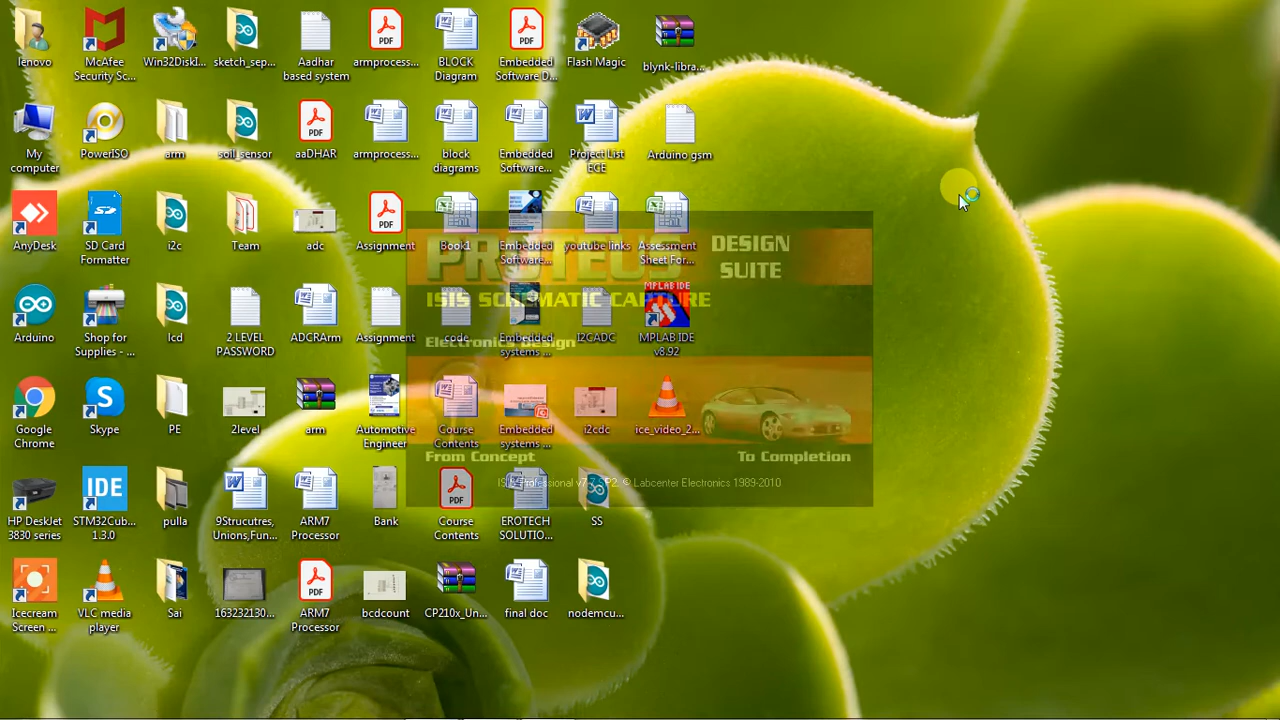 lenovo
McAfee
Security Sc...
Win32DiskI...
sketch_sep...
Aadhar
based system
armprocess...
BLOCK
Diagram
Embedded
Software D...
Flash Magic
blynk-libra...
My
computer
PowerISO
arm
soil_sensor
aaDHAR
armprocess...
block
diagrams
Embedded
Software...
Project List
ECE
Arduino gsm
AnyDesk
SD Card
Formatter
i2c
Team
adc
Assignment
Book1
Embedded
Software...
youtube links
Assessment
Sheet For...
PROTEUS
DESIGN
SUITE
ISIS SCHEMATIC CAPTURE
Electronics Design
Arduino
Shop for
Supplies - ...
lcd
2 LEVEL
PASSWORD
ADCRArm
Assignment
code
Embedded
systems ...
I2CADC
MPLAB IDE
MPLAB IDE
v8.92
Google
Chrome
Skype
PE
2level
arm
Automotive
Engineer
Course
Contents
Embedded
systems ...
i2cdc
ice_video_2...
From Concept
To Completion
ISIS Professional v7.7 SP2, © Labcenter Electronics 1989-2010
HP DeskJet
3830 series
IDE
STM32Cub...
1.3.0
pulla
9Strucutres,
Unions,Fun...
ARM7
Processor
Bank
Course
Contents
EROTECH
SOLUTIO...
SS
Icecream
Screen ...
VLC media
player
Sai
163232130...
ARM7
Processor
bcdcount
CP210x_Un...
final doc
nodemcu...